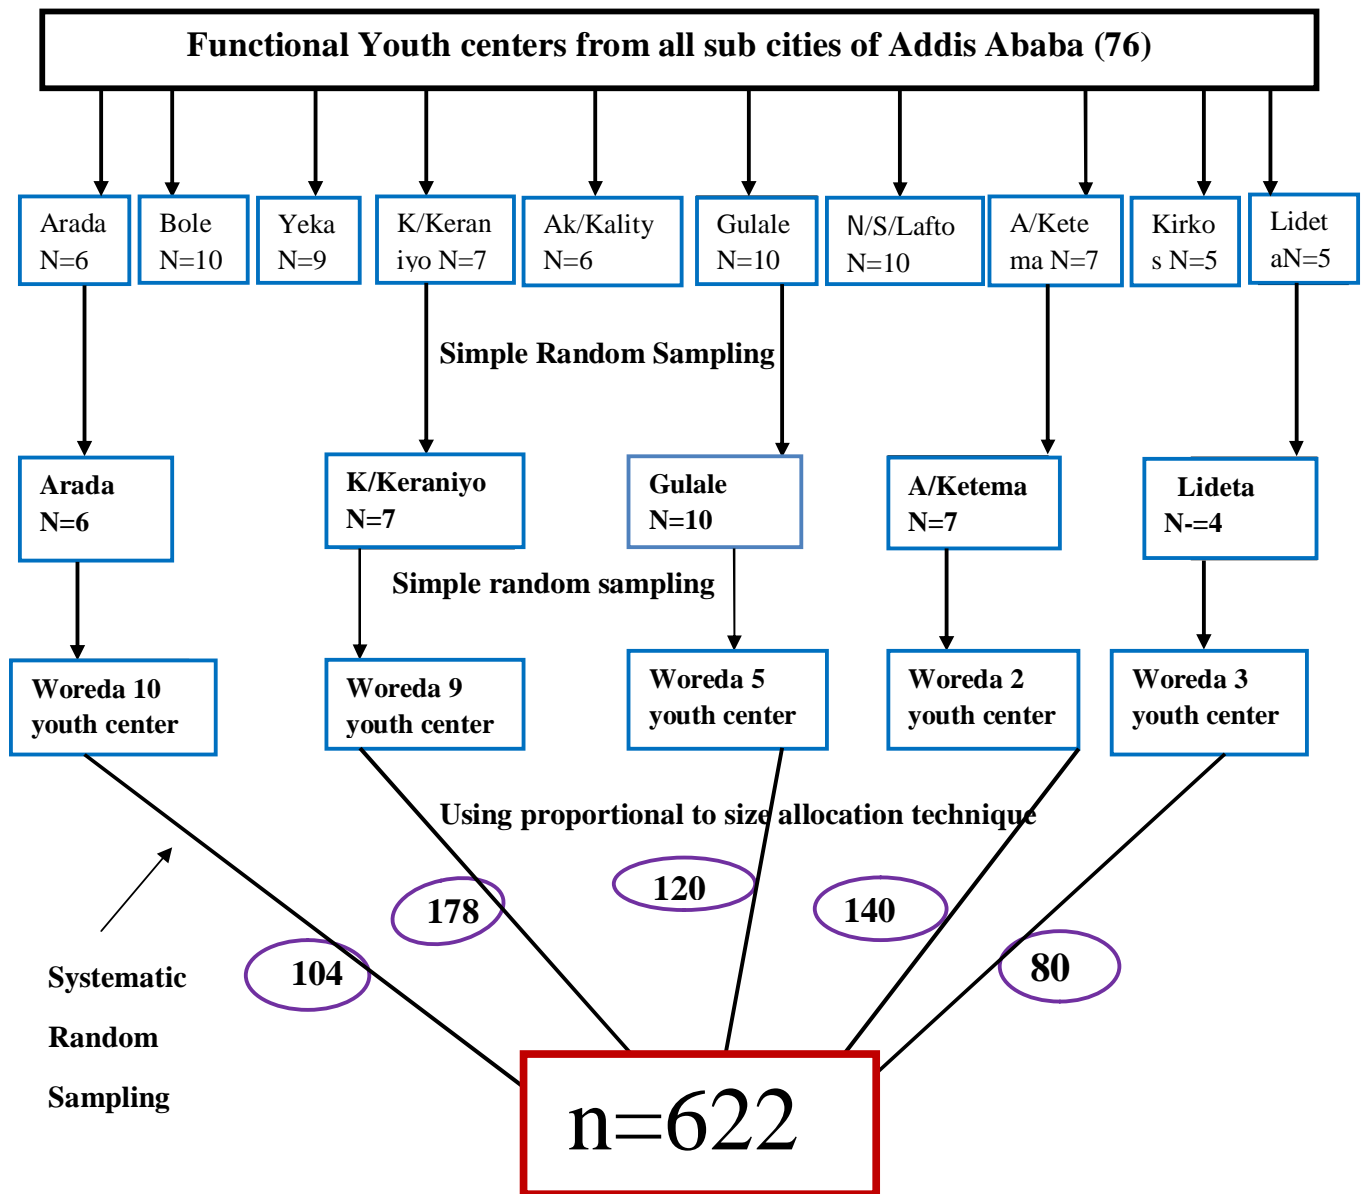 Functional Youth centers from all sub cities of Addis Ababa (76)
Arada
N=6
Bole
N=10
Yeka
N=9
K/Keran
iyo N=7
Ak/Kality
N=6
Gulale
N=10
N/S/Lafto
N=10
A/Kete
ma N=7
Kirko
s N=5
Lidet
aN=5
Simple Random Sampling
Arada
N=6
K/Keraniyo
N=7
Gulale
N=10
A/Ketema
N=7
Lideta
N-=4
Simple random sampling
Woreda 10
youth center
Woreda 9
youth center
Woreda 5
youth center
Woreda 2
youth center
Woreda 3
youth center
Using proportional to size allocation technique
104
178
120
140
80
Systematic
Random
Sampling
n=622